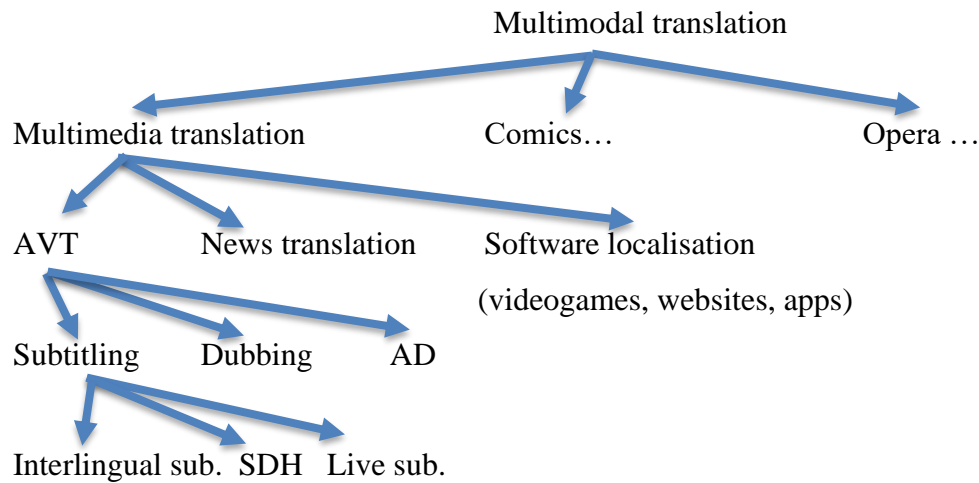 Multimodal translation
Multimedia translation Comics… Opera …
AVT News translation Software localisation
(videogames, websites, apps)
Subtitling Dubbing AD
Interlingual sub. SDH Live sub.